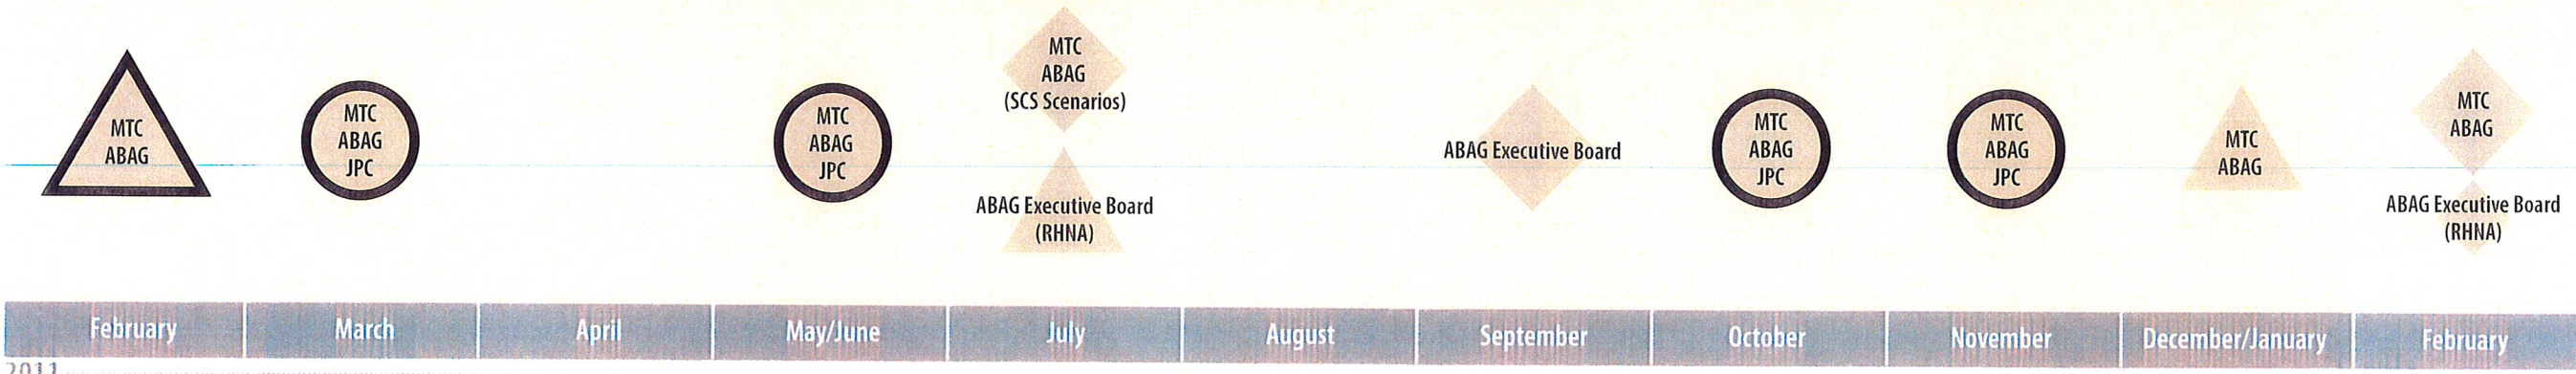 MTC
ABAG
MTC
ABAG
JPC
MTC
ABAG
JPC
MTC
ABAG
(SCS Scenarios)
ABAG Executive Board
(RHNA)
ABAG Executive Board
MTC
ABAG
JPC
MTC
ABAG
JPC
MTC
ABAG
MTC
ABAG
ABAG Executive Board
(RHNA)
February
March
April
May/June
July
August
September
October
November
December/January
February
2011